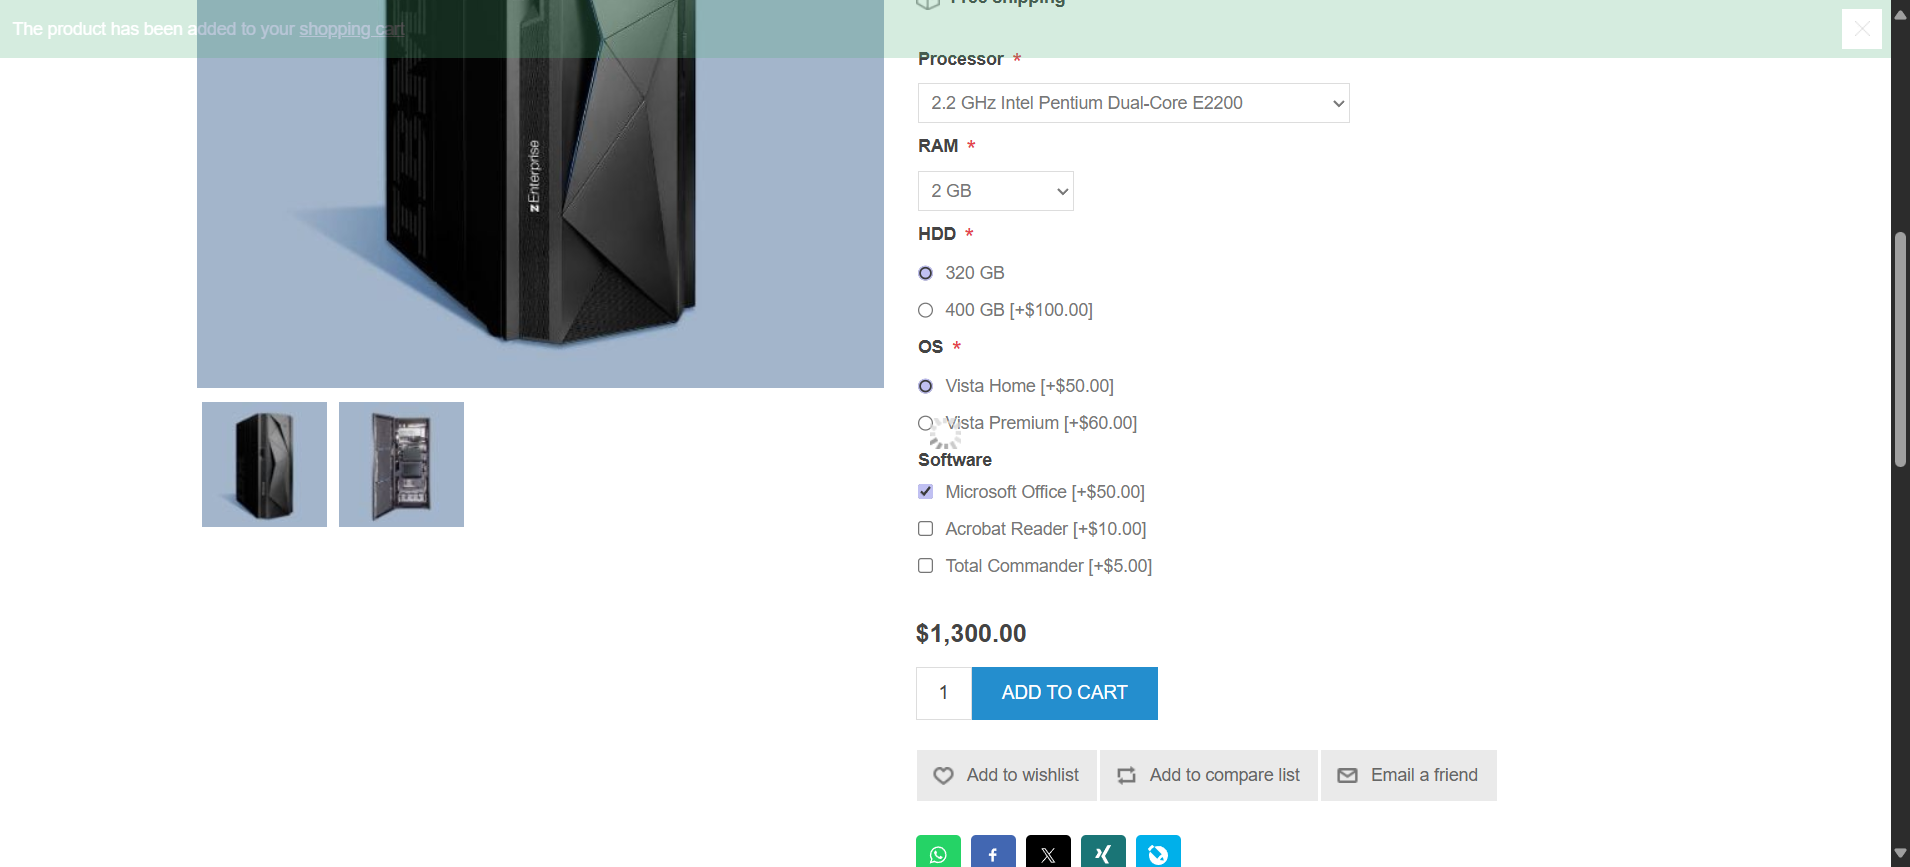 Free shipping
The product has been added to your shopping cart
Processor *
2.2 GHz Intel Pentium Dual-Core E2200
RAM *
2 GB
HDD *
320 GB
400 GB [+$100.00]
OS *
Vista Home [+$50.00]
Vista Premium [+$60.00]
Software
Microsoft Office [+$50.00]
Acrobat Reader [+$10.00]
Total Commander [+$5.00]
$1,300.00
1 ADD TO CART
Add to wishlist
Add to compare list
Email a friend
zEnterprise
IBM